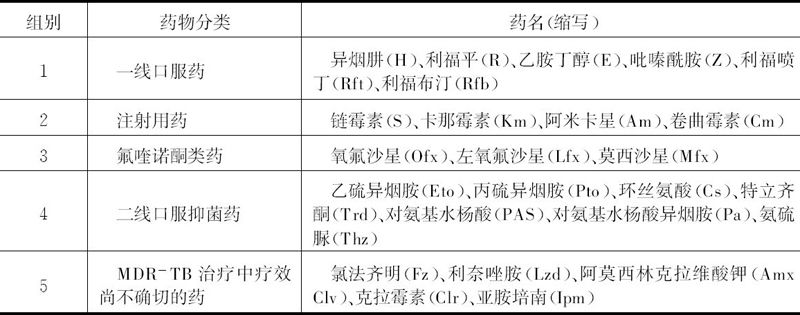 组别 药物分类 药名(缩写)
1 一线口服药 异烟肼(H)、利福平(R)、乙胺丁醇(E)、吡嗪酰胺(Z)、利福喷
丁(Rft)、利福布汀(Rfb)
2 注射用药 链霉素(S)、卡那霉素(Km)、阿米卡星(Am)、卷曲霉素(Cm)
3 氟喹诺酮类药 氧氟沙星(Ofx)、左氧氟沙星(Lfx)、莫西沙星(Mfx)
4 二线口服抑菌药 乙硫异烟胺(Eto)、丙硫异烟胺(Pto)、环丝氨酸(Cs)、特立齐
酮(Trd)、对氨基水杨酸(PAS)、对氨基水杨酸异烟胺(Pa)、氨硫
脲(Thz)
5 MDR-TB 治疗中疗效
尚不确切的药 氯法齐明(Fz)、利奈唑胺(Lzd)、阿莫西林克拉维酸钾(Amx
Clv)、克拉霉素(Clr)、亚胺培南(Ipm)